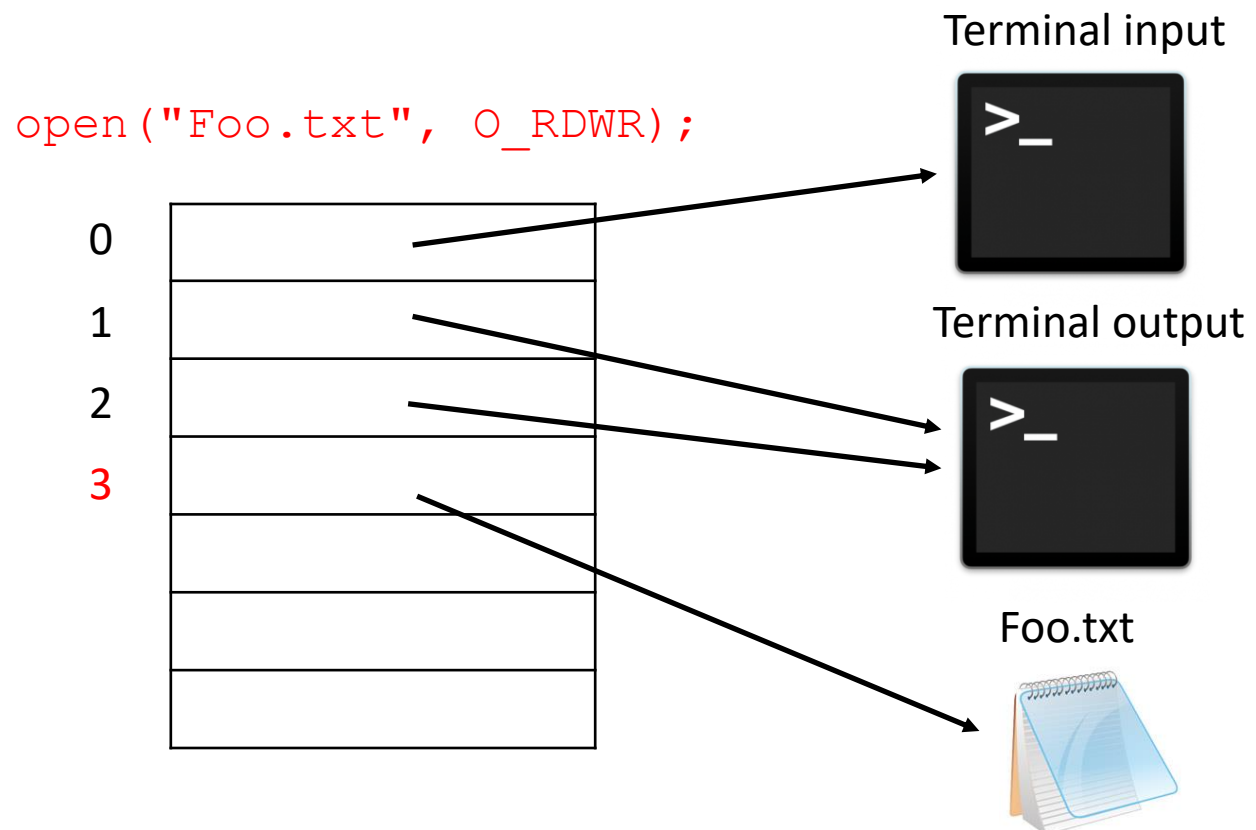 Terminal input
>_
open("Foo.txt", O_RDWR);
0
1
Terminal output
2
>_
3
Foo.txt